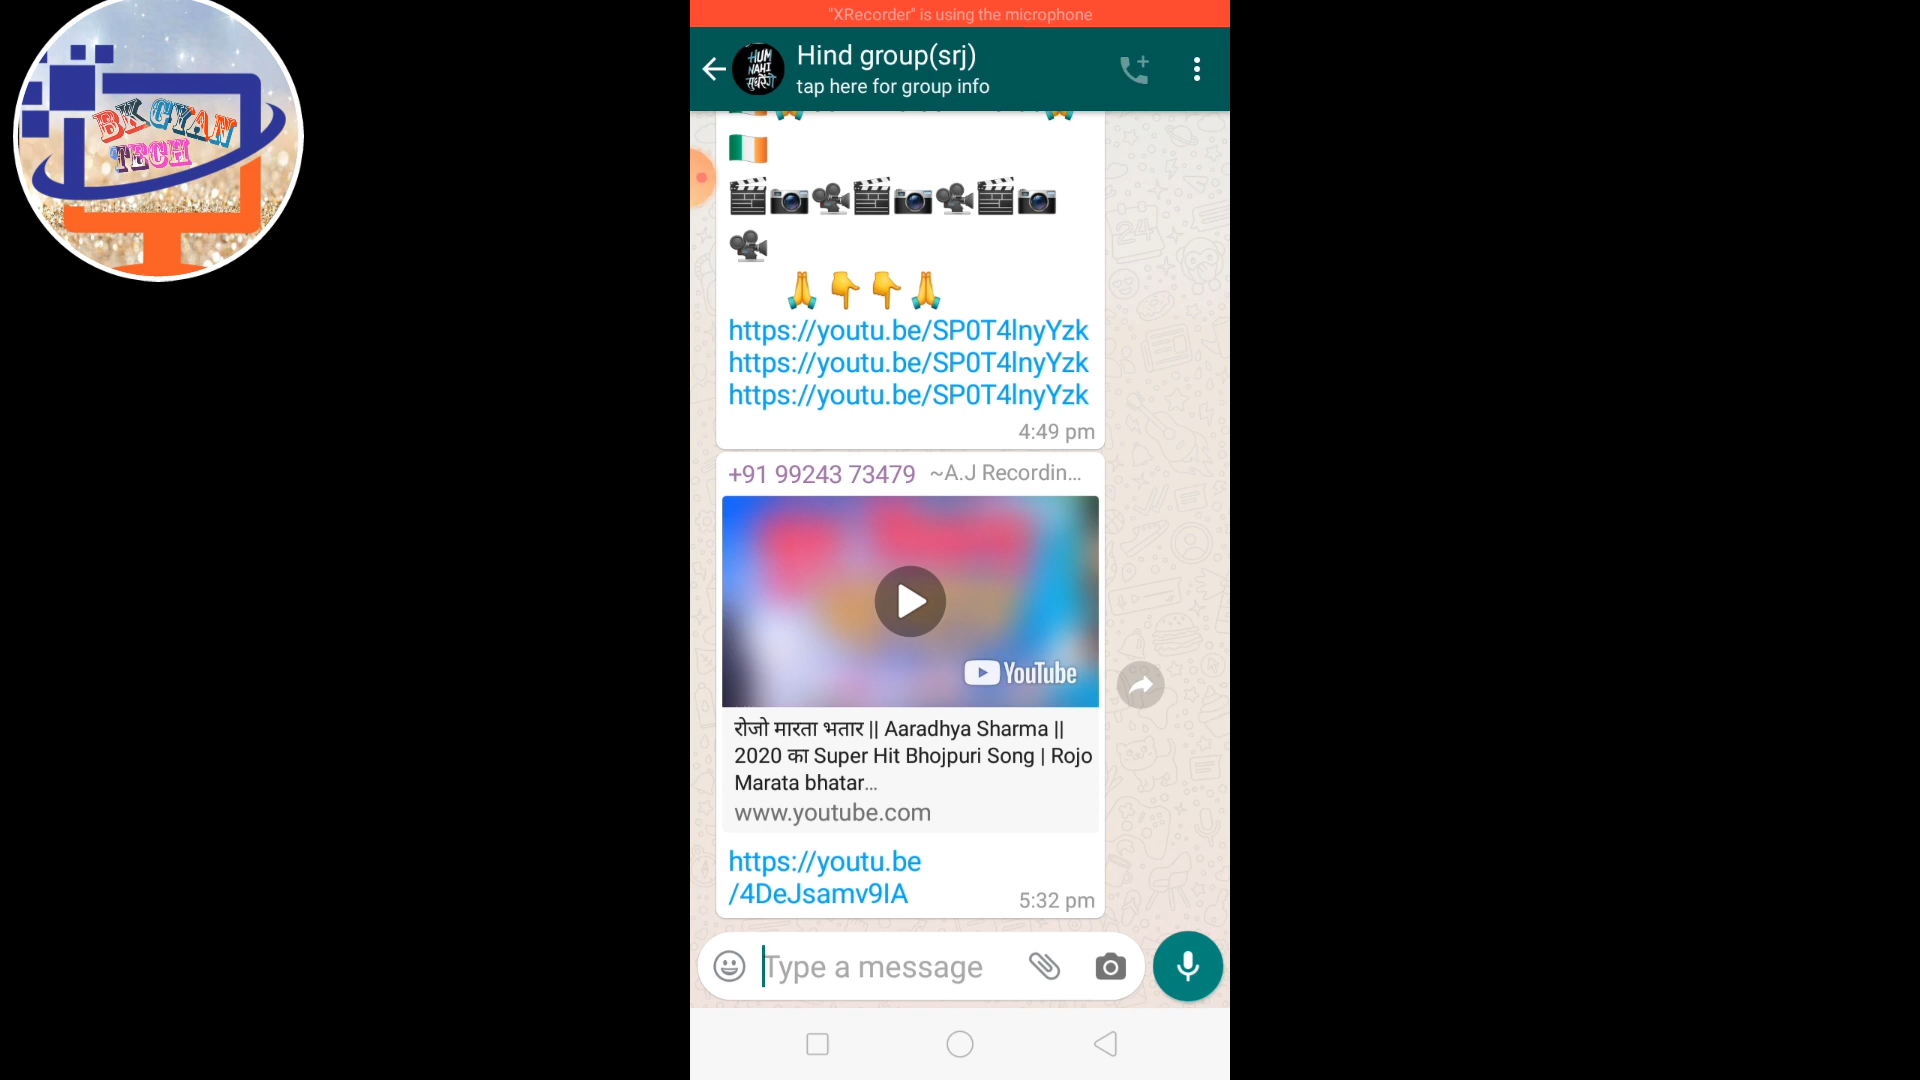 BK GYAN
TECH
"XRecorder" is using the microphone
HUM
NAHI
सुधरेंगे
Hind group(srj)
tap here for group info
https://youtu.be/SP0T4lnyYzk
https://youtu.be/SP0T4lnyYzk
https://youtu.be/SP0T4lnyYzk
4:49 pm
+91 99243 73479 ~A.J Recordin...
YouTube
रोजो मारता भतार || Aaradhya Sharma ||
2020 का Super Hit Bhojpuri Song | Rojo
Marata bhatar...
www.youtube.com
https://youtu.be
/4DeJsamv9IA
5:32 pm
Type a message